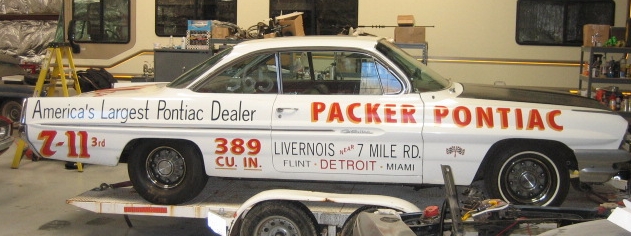 America's Largest Pontiac Dealer
PACKER PONTIAC
7-11 3rd
389
CU. IN.
LIVERNOIS NEAR 7 MILE RD.
FLINT - DETROIT - MIAMI